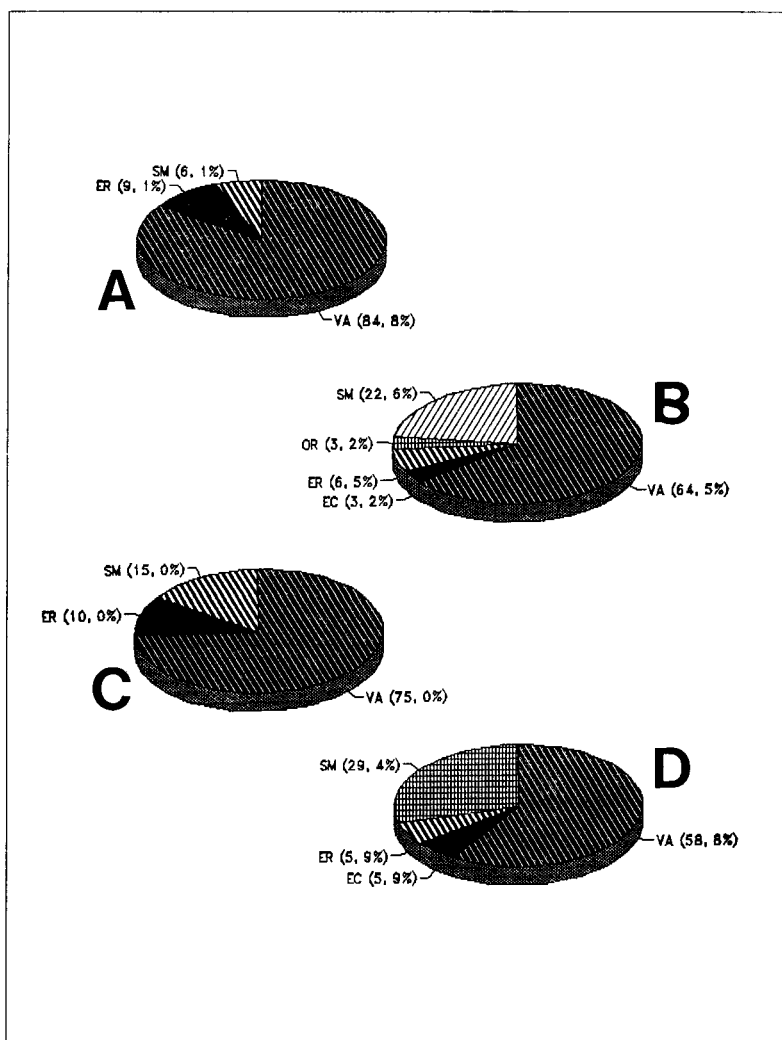 SM (6, 1%)
ER (9, 1%)
A
VA (84, 8%)
SM (22, 6%)
B
OR (3, 2%)
ER (6, 5%)
EC (3, 2%)
VA (64, 5%)
SM (15, 0%)
ER (10, 0%)
C
VA (75, 0%)
SM (29, 4%)
D
VA (58, 8%)
ER (5, 9%)
EC (5, 9%)